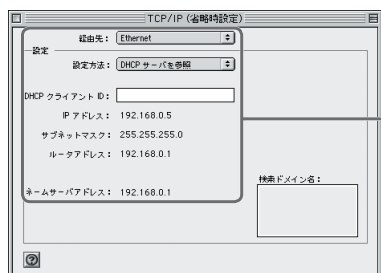 TCP/IP (省略時設定)
経由先： Ethernet
設定
設定方法： DHCP サーバを参照
DHCP クライアント ID：
IP アドレス： 192.168.0.5
サブネットマスク： 255.255.255.0
ルータアドレス： 192.168.0.1
検索ドメイン名：
ネームサーバアドレス： 192.168.0.1
?